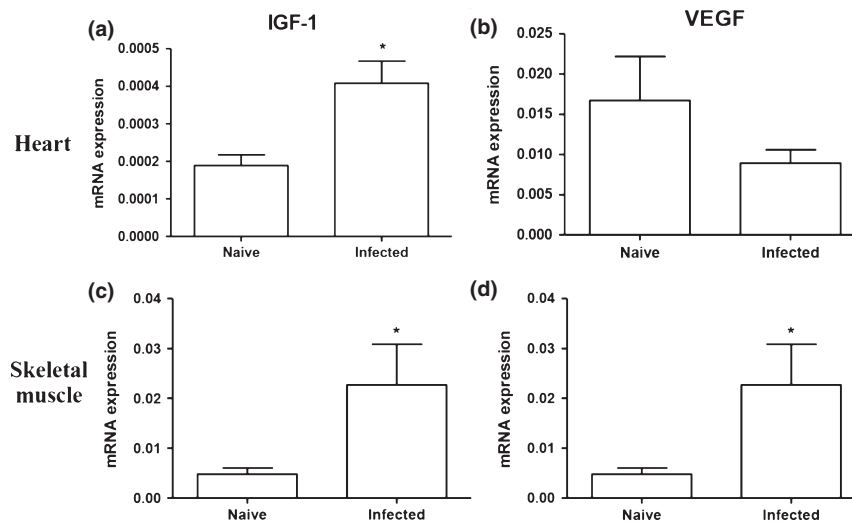 IGF-1
VEGF
(a)
0.0005
0.0004
0.0003
0.0002
0.0001
0.0000
mRNA expression
*
Naive
Infected
(b)
0.025
0.020
0.015
0.010
0.005
0.000
mRNA expression
Naive
Infected
Heart
(c)
0.04
0.03
0.02
0.01
0.00
mRNA expression
*
Naive
Infected
(d)
0.04
0.03
0.02
0.01
0.00
mRNA expression
*
Naive
Infected
Skeletal
muscle